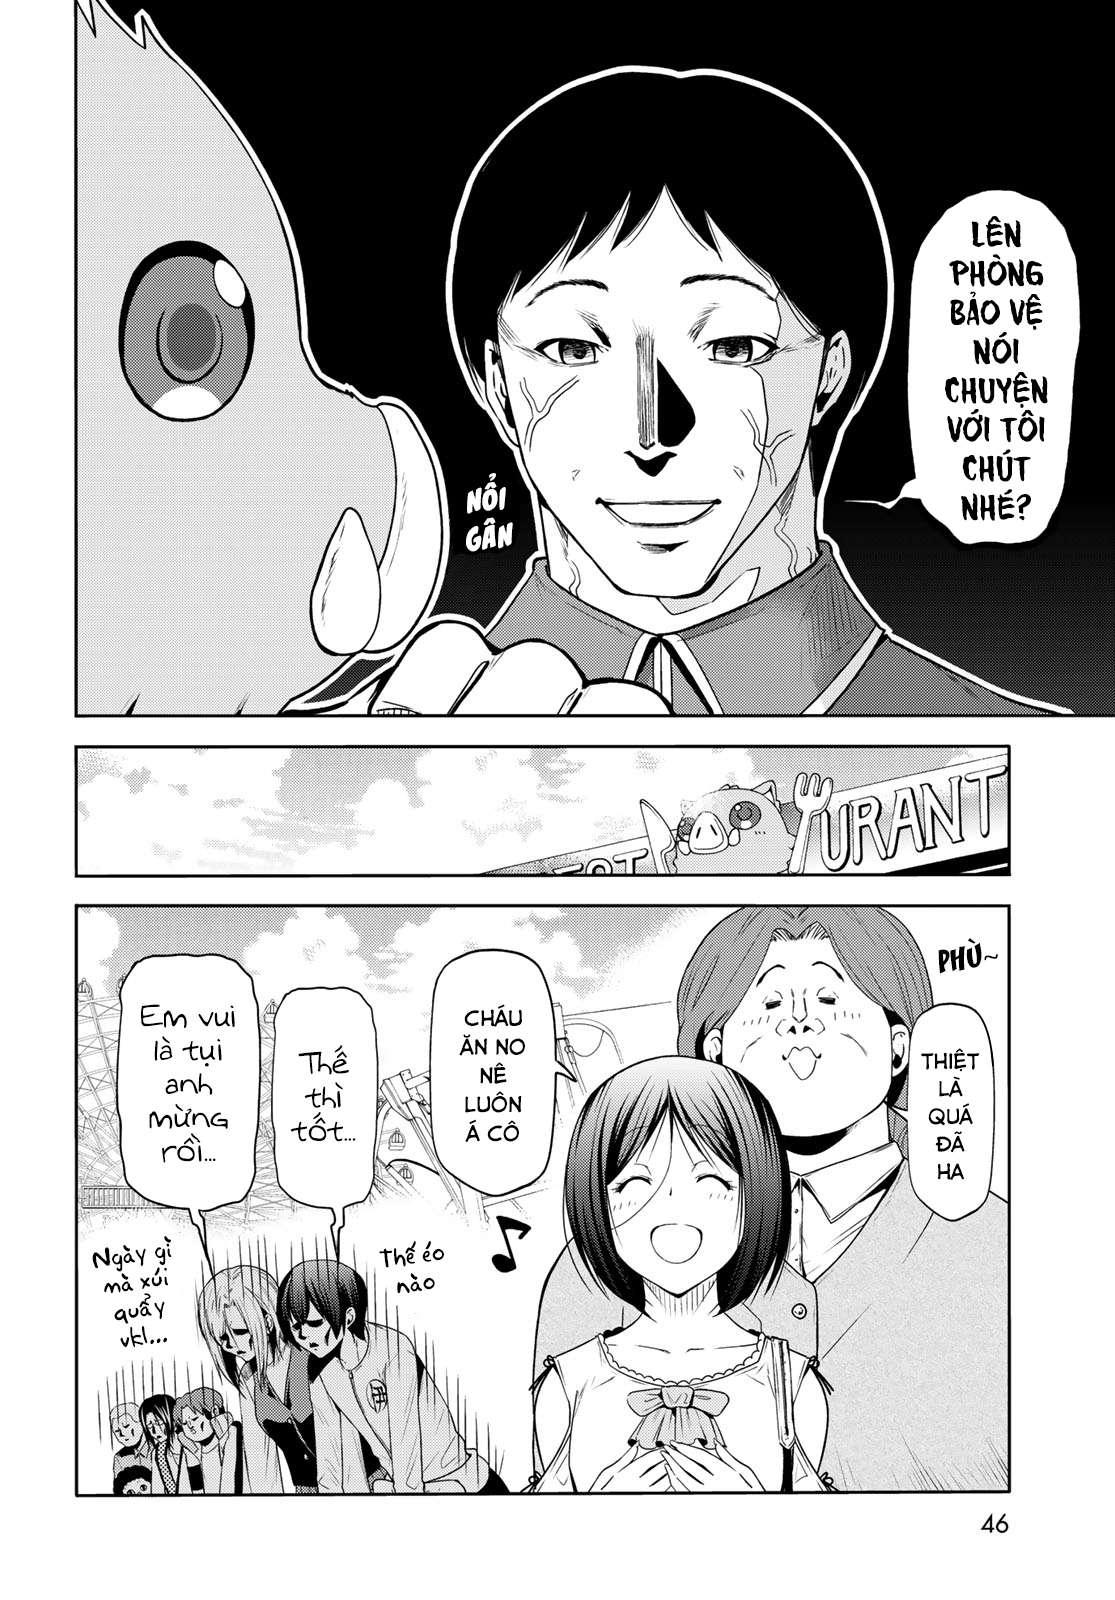 LÊN
PHÒNG
BẢO VỆ
NÓI
CHUYỆN
VỚI TÔI
CHÚT
NHÉ?
NỔI
GÂN
URANT
PHÙ~
THIỆT
LÀ
QUÁ
ĐÃ
HA
CHÁU
ĂN NO
NÊ
LUÔN
Á CÔ
Thế
thì
tốt...
Em vui
là tụi
anh
mừng
rồi...
Thế éo
nào
Ngày gì
mà xúi
quẩy
vkl...
46